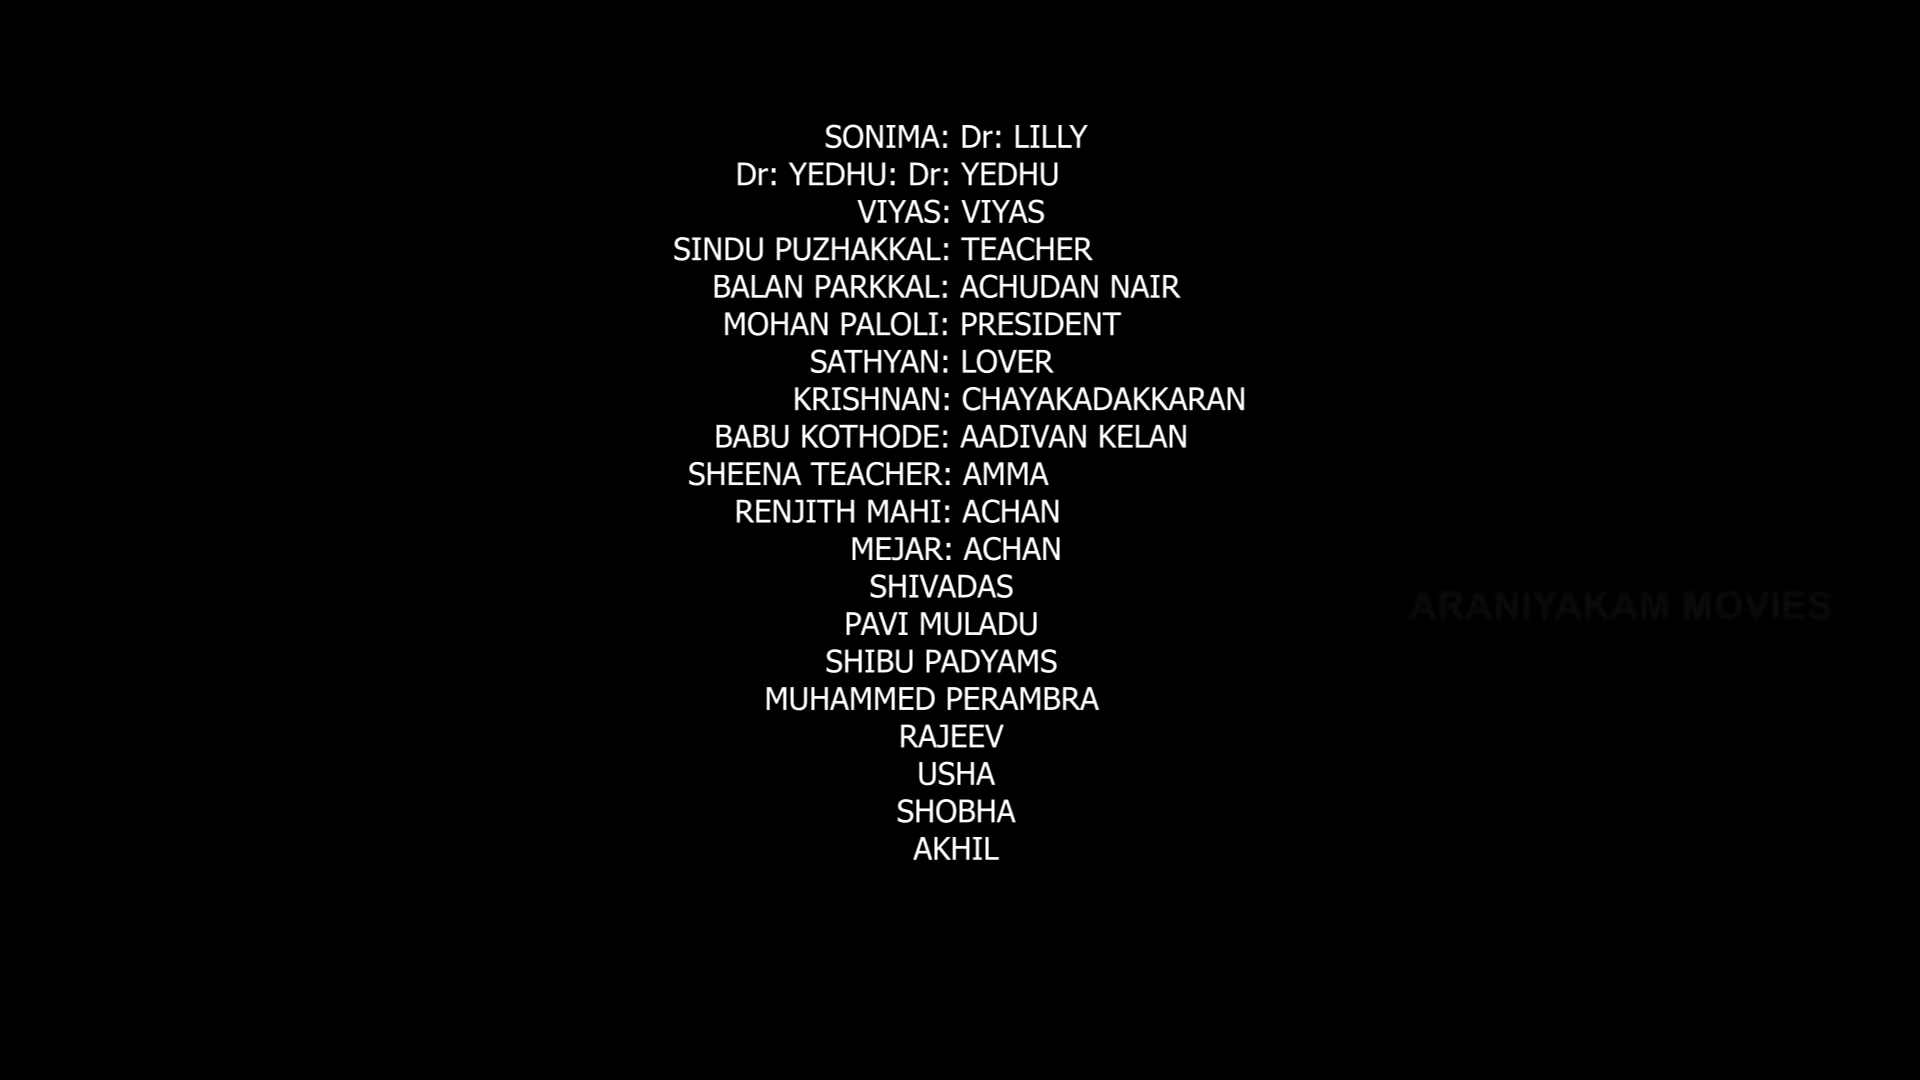 SONIMA: Dr: LILLY
Dr: YEDHU: Dr: YEDHU
VIYAS: VIYAS
SINDU PUZHAKKAL: TEACHER
BALAN PARKKAL: ACHUDAN NAIR
MOHAN PALOLI: PRESIDENT
SATHYAN: LOVER
KRISHNAN: CHAYAKADAKKARAN
BABU KOTHODE: AADIVAN KELAN
SHEENA TEACHER: AMMA
RENJITH MAHI: ACHAN
MEJAR: ACHAN
SHIVADAS
ARANIYAKAM MOVIES
PAVI MULADU
SHIBU PADYAMS
MUHAMMED PERAMBRA
RAJEEV
USHA
SHOBHA
AKHIL